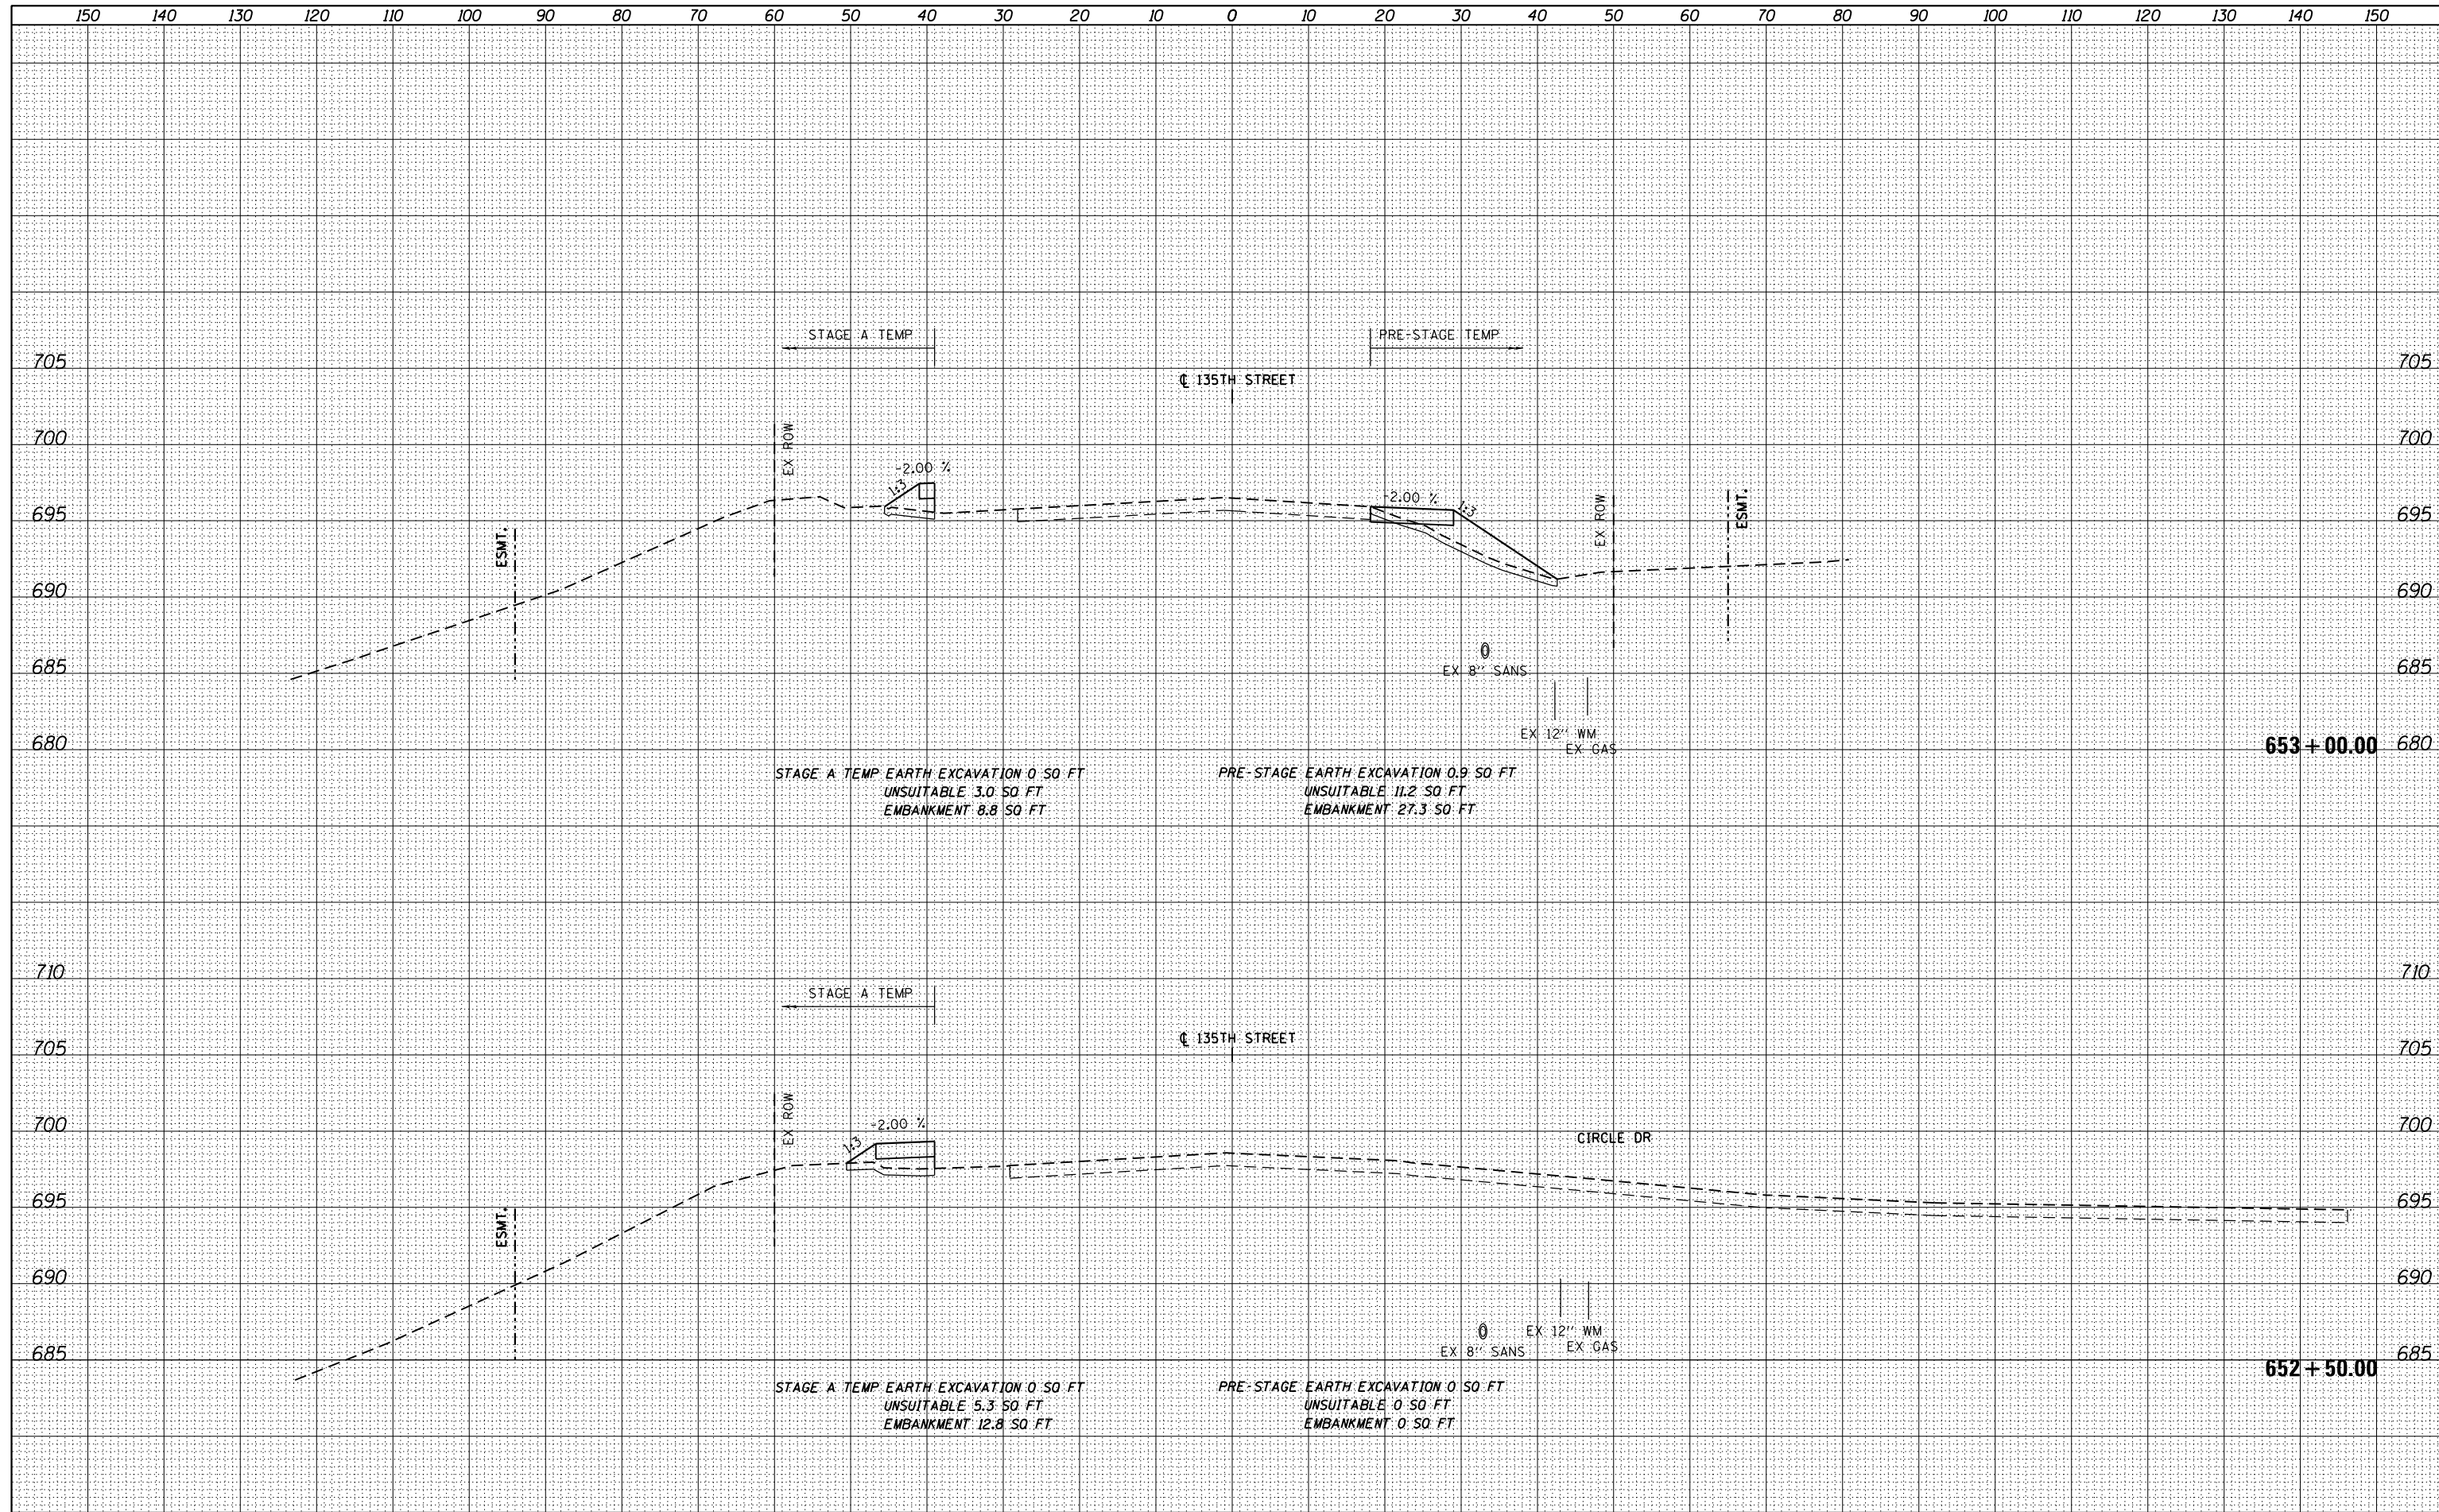 150 140 130 120 110 100 90 80 70 60 50 40 30 20 10 0 10 20 30 40 50 60 70 80 90 100 110 120 130 140 150
STAGE A TEMP PRE-STAGE TEMP
705 705
℄ 135TH STREET
700 EX ROW 700
-2.00 %
1:3
-2.00 % 1:3
695 ESMT. EX ROW ESMT. 695
690 690
685 EX 8'' SANS 685
EX 12'' WM
680 EX GAS 653+00.00 680
STAGE A TEMP EARTH EXCAVATION 0 SQ FT PRE-STAGE EARTH EXCAVATION 0.9 SQ FT
UNSUITABLE 3.0 SQ FT UNSUITABLE 11.2 SQ FT
EMBANKMENT 8.8 SQ FT EMBANKMENT 27.3 SQ FT
710 710
STAGE A TEMP
℄ 135TH STREET
705 705
EX ROW
-2.00 %
700 1:3 CIRCLE DR 700
695 ESMT. 695
690 690
EX 12'' WM
685 EX 8'' SANS EX GAS 685
652+50.00
STAGE A TEMP EARTH EXCAVATION 0 SQ FT PRE-STAGE EARTH EXCAVATION 0 SQ FT
UNSUITABLE 5.3 SQ FT UNSUITABLE 0 SQ FT
EMBANKMENT 12.8 SQ FT EMBANKMENT 0 SQ FT